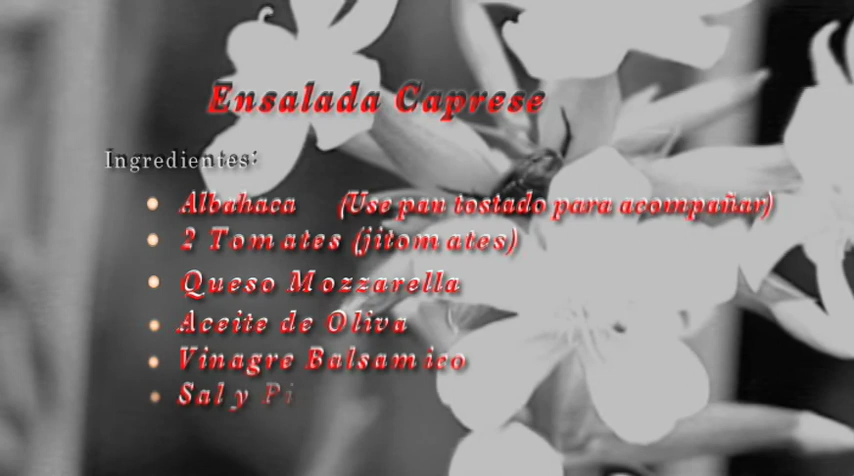 Ensalada Caprese
Ingredientes:
Albahaca (Use pan tostado para acompañar)
2 Tomates (jitomates)
Queso Mozzarella
Aceite de Oliva
Vinagre Balsamico
Sal y Pi